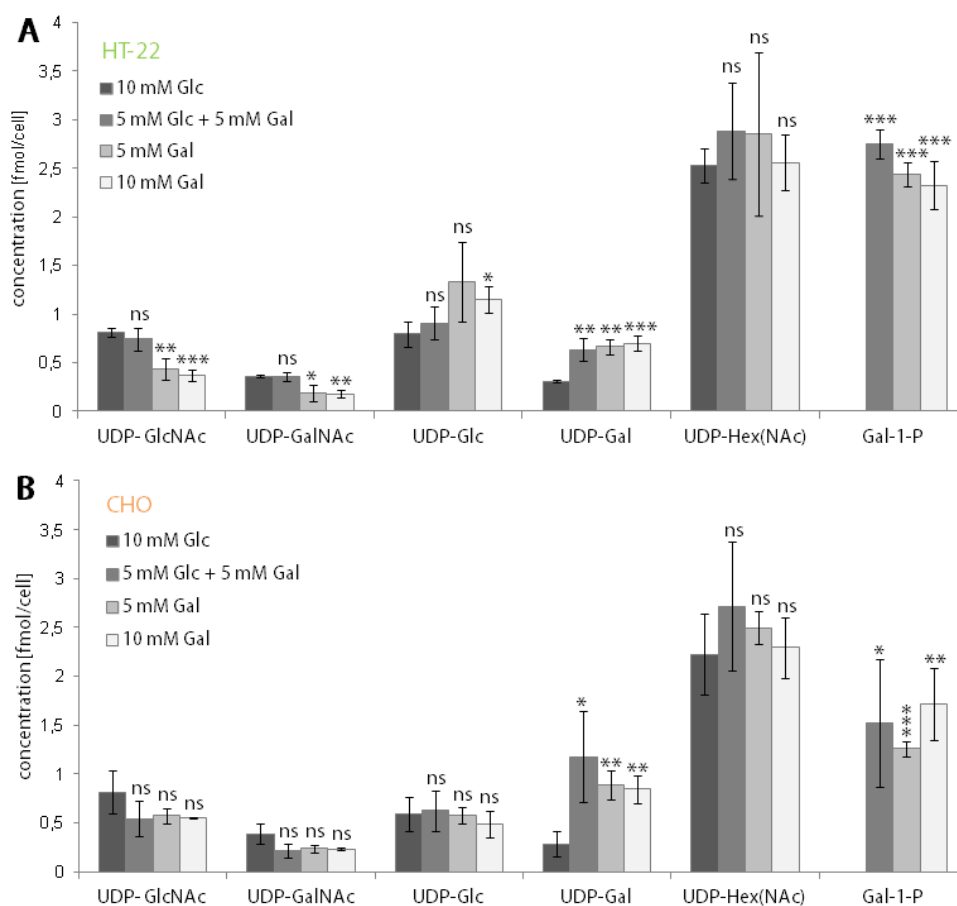 A
HT-22
10 mM Glc
5 mM Glc + 5 mM Gal
5 mM Gal
10 mM Gal
concentration [fmol/cell]
4
3,5
3
2,5
2
1,5
1
0,5
0
ns
**
***
ns
*
**
ns
ns
*
**
**
***
ns
ns
ns
***
***
***
UDP- GlcNAc
UDP-GalNAc
UDP-Glc
UDP-Gal
UDP-Hex(NAc)
Gal-1-P
B
CHO
10 mM Glc
5 mM Glc + 5 mM Gal
5 mM Gal
10 mM Gal
concentration [fmol/cell]
4
3,5
3
2,5
2
1,5
1
0,5
0
ns
ns
ns
ns
ns
ns
ns
ns
ns
*
**
**
ns
ns
ns
*
***
**
UDP- GlcNAc
UDP-GalNAc
UDP-Glc
UDP-Gal
UDP-Hex(NAc)
Gal-1-P